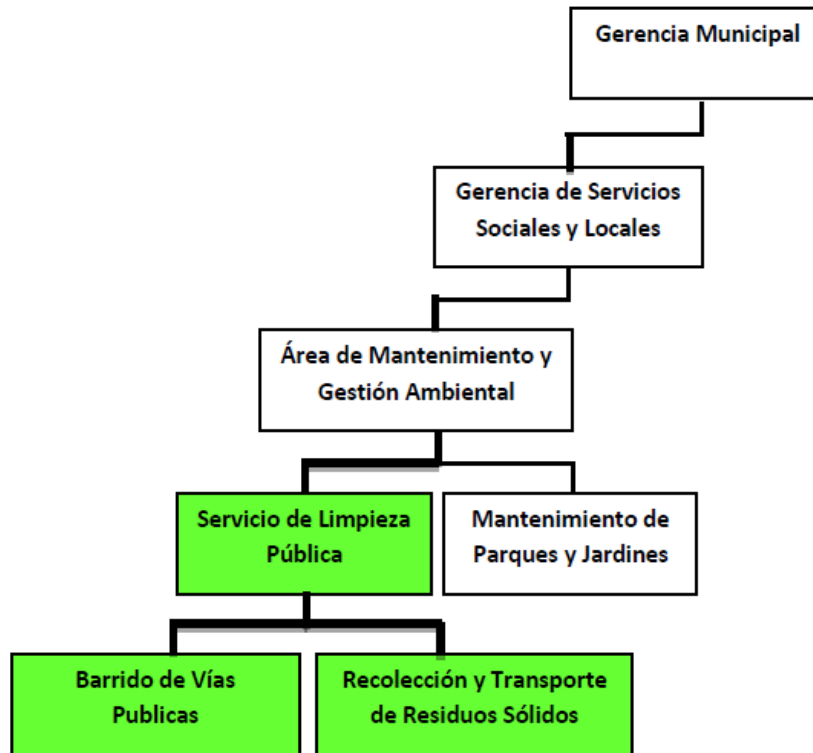 Gerencia Municipal
Gerencia de Servicios
Sociales y Locales
Área de Mantenimiento y
Gestión Ambiental
Servicio de Limpieza
Pública
Mantenimiento de
Parques y Jardines
Barrido de Vías
Publicas
Recolección y Transporte
de Residuos Sólidos